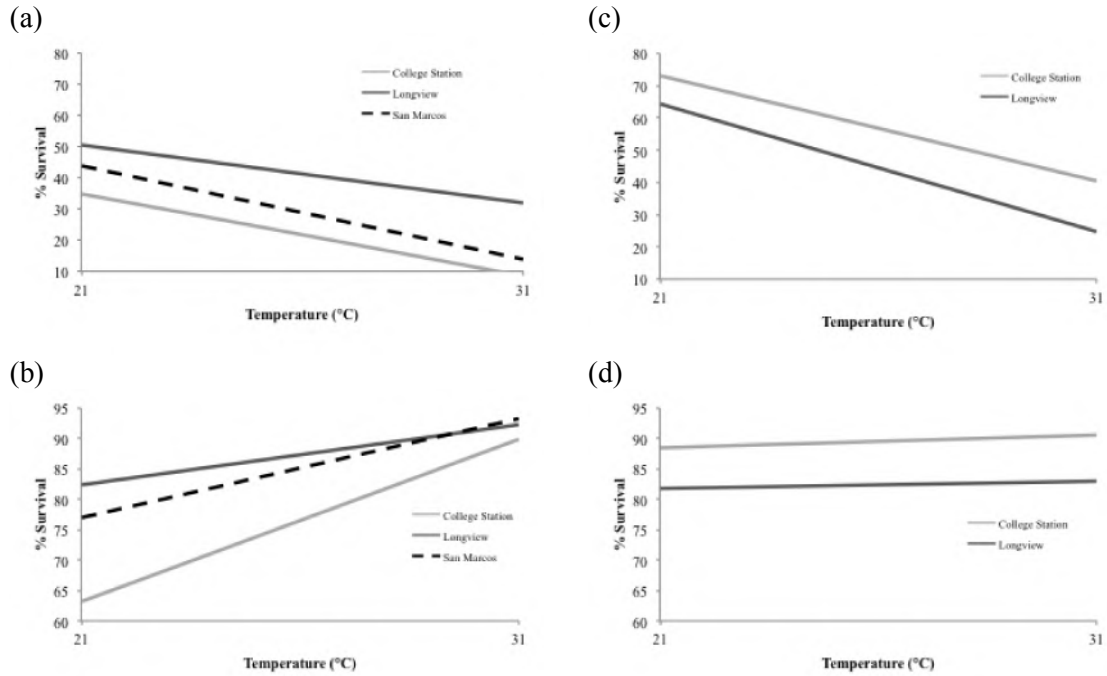 (a)
80
70
60
50
40
30
20
10
% Survival
College Station
Longview
San Marcos
21
31
Temperature (°C)
(c)
80
70
60
50
40
30
20
10
% Survival
College Station
Longview
21
31
Temperature (°C)
(b)
95
90
85
80
75
70
65
60
% Survival
College Station
Longview
San Marcos
21
31
Temperature (°C)
(d)
95
90
85
80
75
70
65
60
% Survival
College Station
Longview
21
31
Temperature (°C)